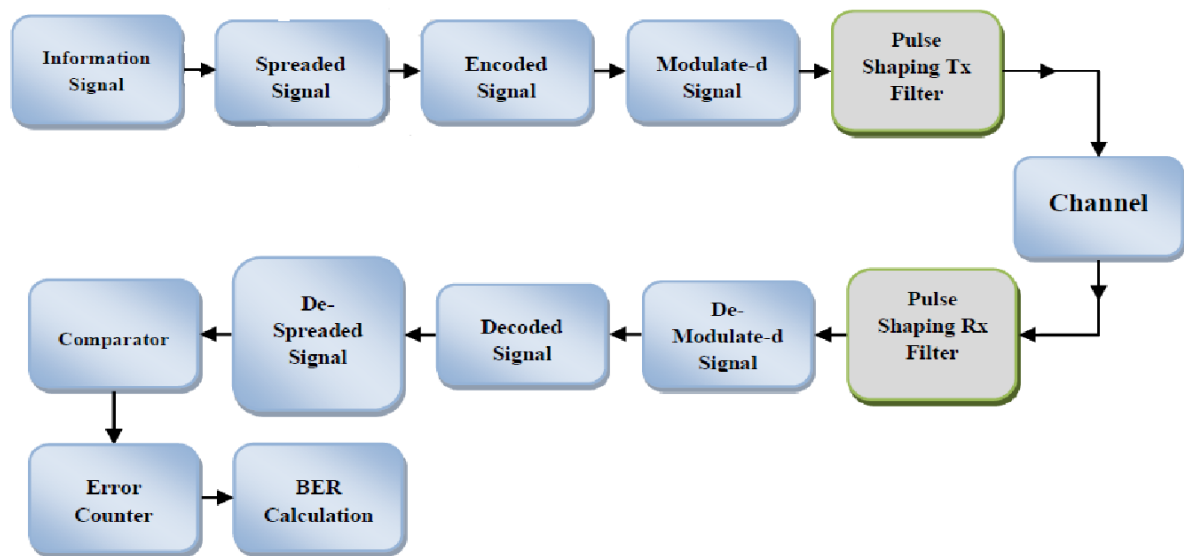 Information
Signal
Spreaded
Signal
Encoded
Signal
Modulate-d
Signal
Pulse
Shaping Tx
Filter
Channel
Pulse
Shaping Rx
Filter
De-
Modulate-d
Signal
Decoded
Signal
De-
Spreaded
Signal
Comparator
Error
Counter
BER
Calculation